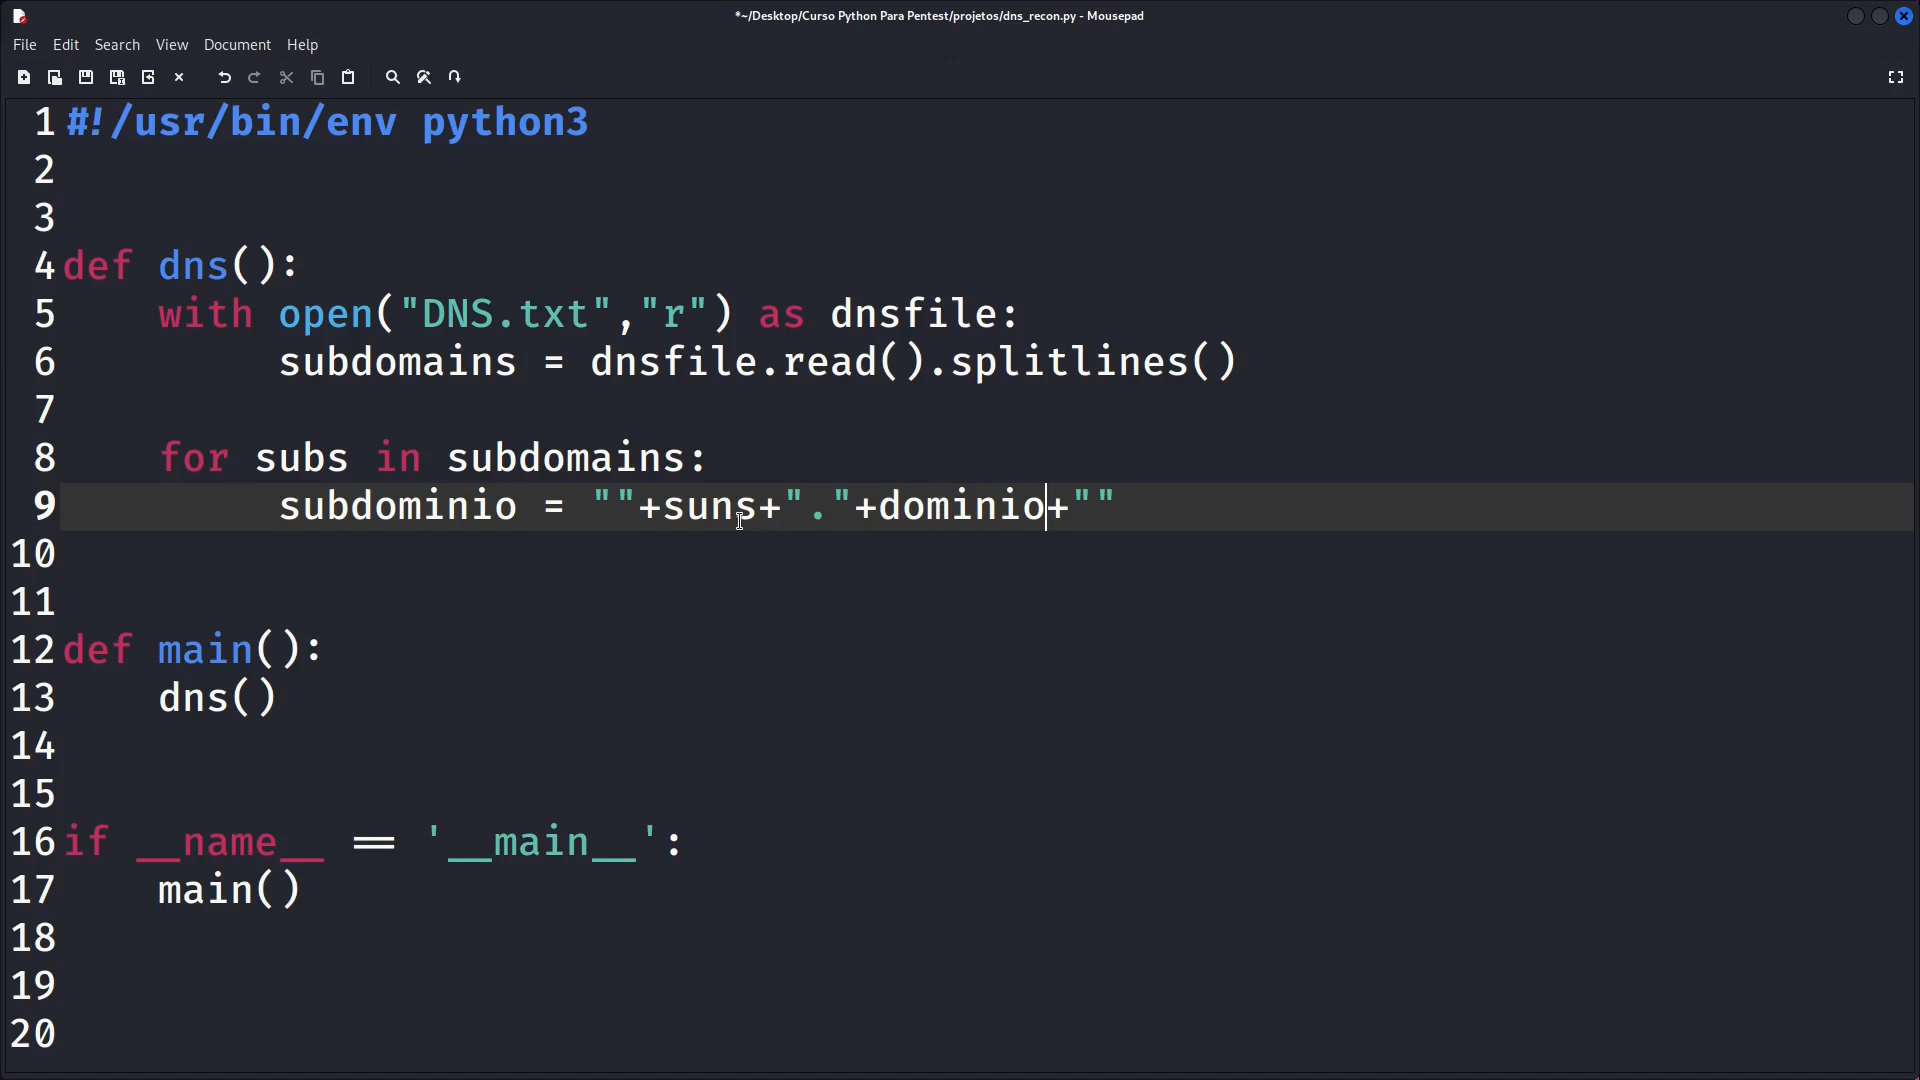 *~/Desktop/Curso Python Para Pentest/projetos/dns_recon.py - Mousepad
File Edit Search View Document Help
1 #!/usr/bin/env python3
2
3
4 def dns():
5     with open("DNS.txt","r") as dnsfile:
6          subdomains = dnsfile.read().splitlines()
7
8     for subs in subdomains:
9          subdominio = ""+suns+"."+dominio+""
10
11
12 def main():
13     dns()
14
15
16 if __name__ == '__main__':
17     main()
18
19
20